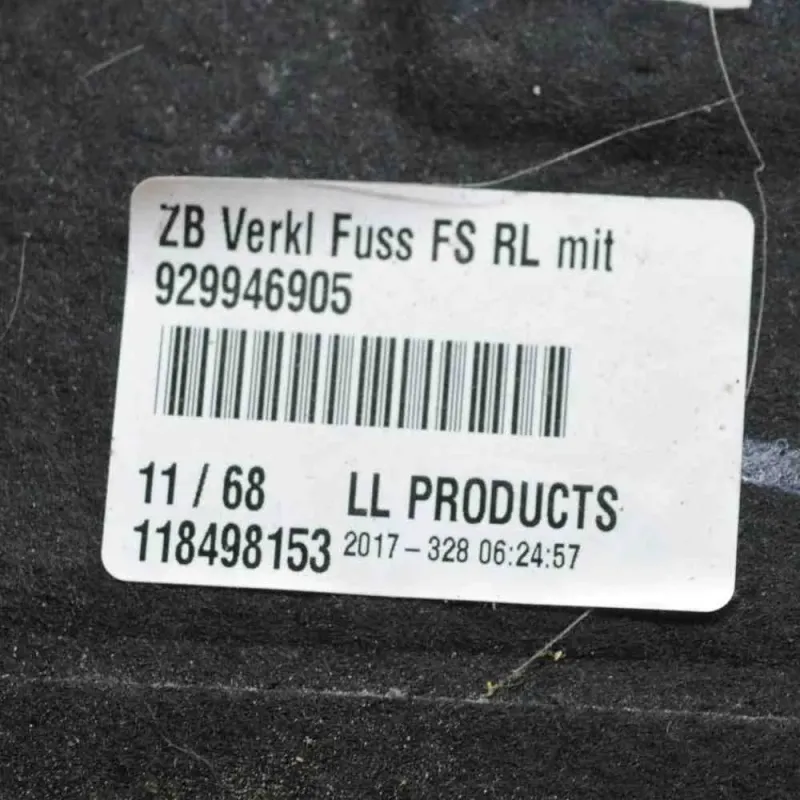 ZB Verkl Fuss FS RL mit
929946905
11 / 68 LL PRODUCTS
118498153 2017-328 06:24:57